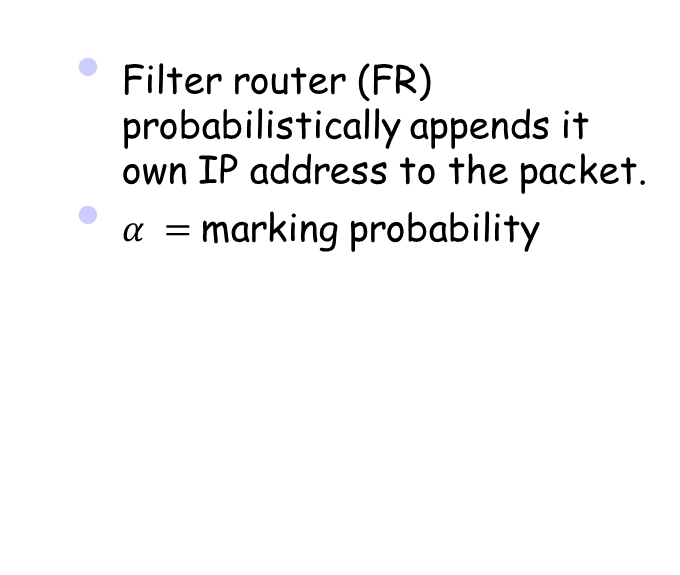 Filter router (FR)
probabilistically appends it
own IP address to the packet.
α = marking probability